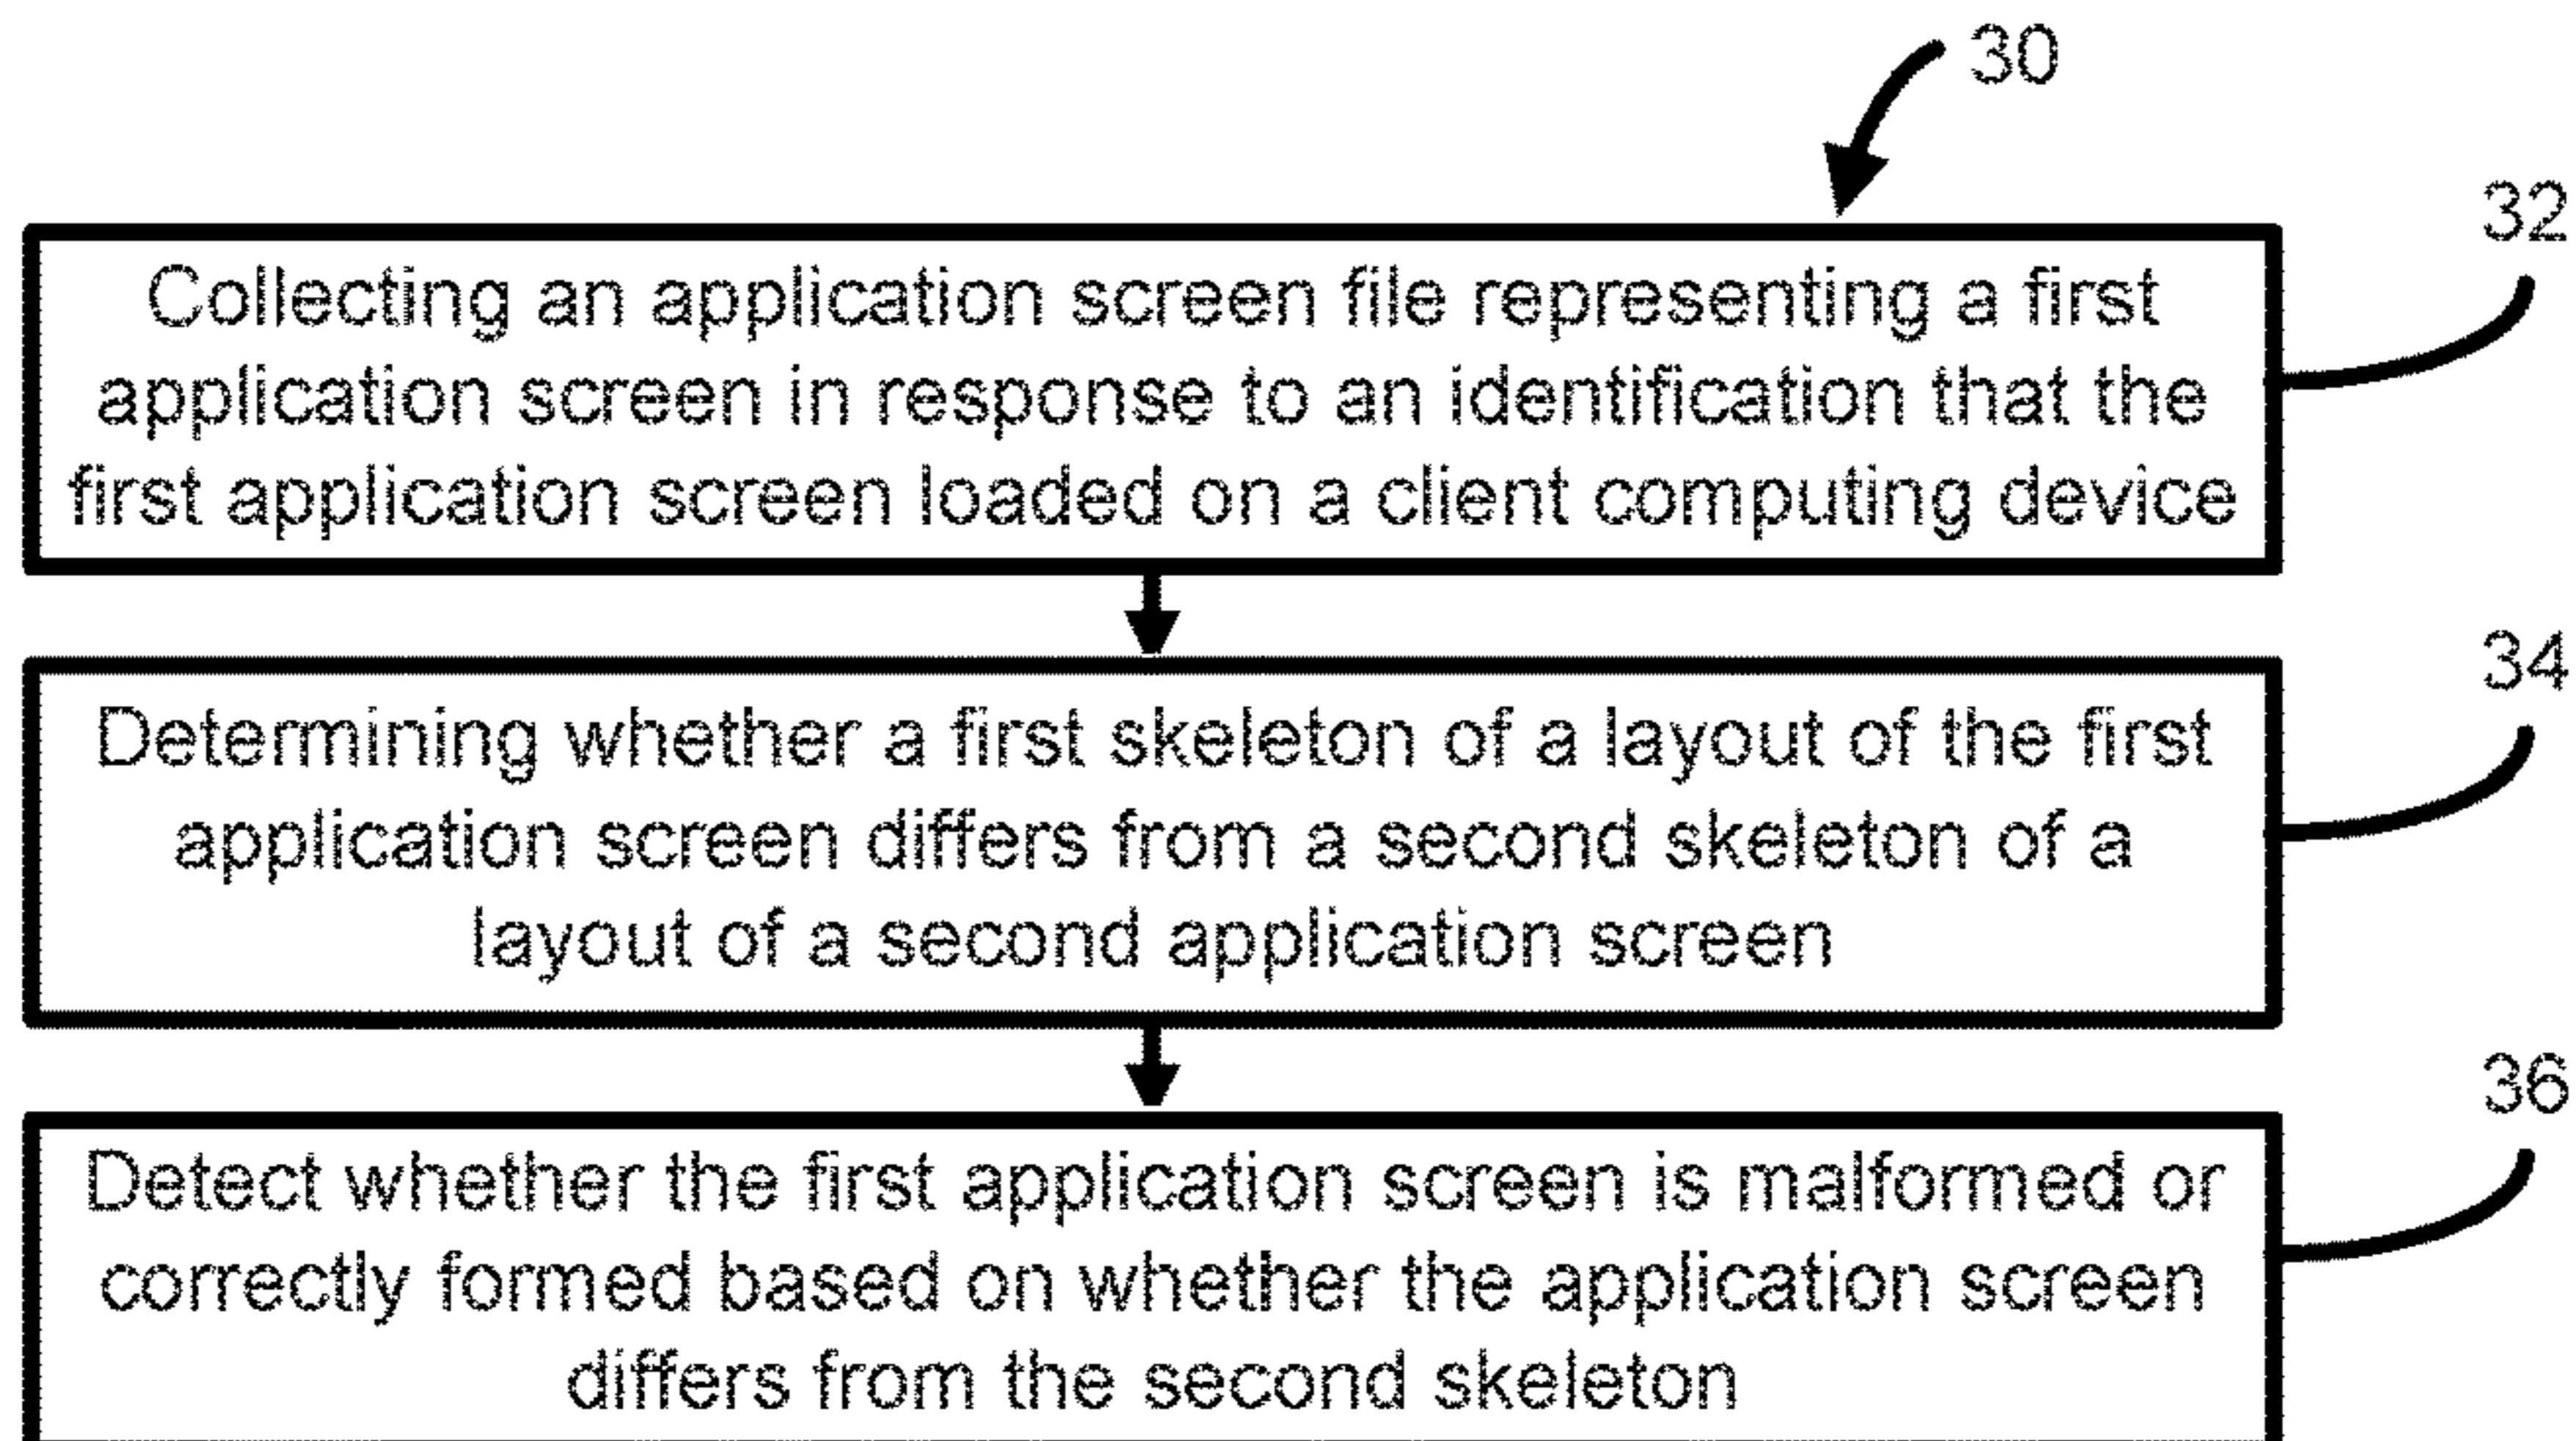 30
32
Collecting an application screen file representing a first
application screen in response to an identification that the
first application screen loaded on a client computing device
34
Determining whether a first skeleton of a layout of the first
application screen differs from a second skeleton of a
layout of a second application screen
36
Detect whether the first application screen is malformed or
correctly formed based on whether the application screen
differs from the second skeleton